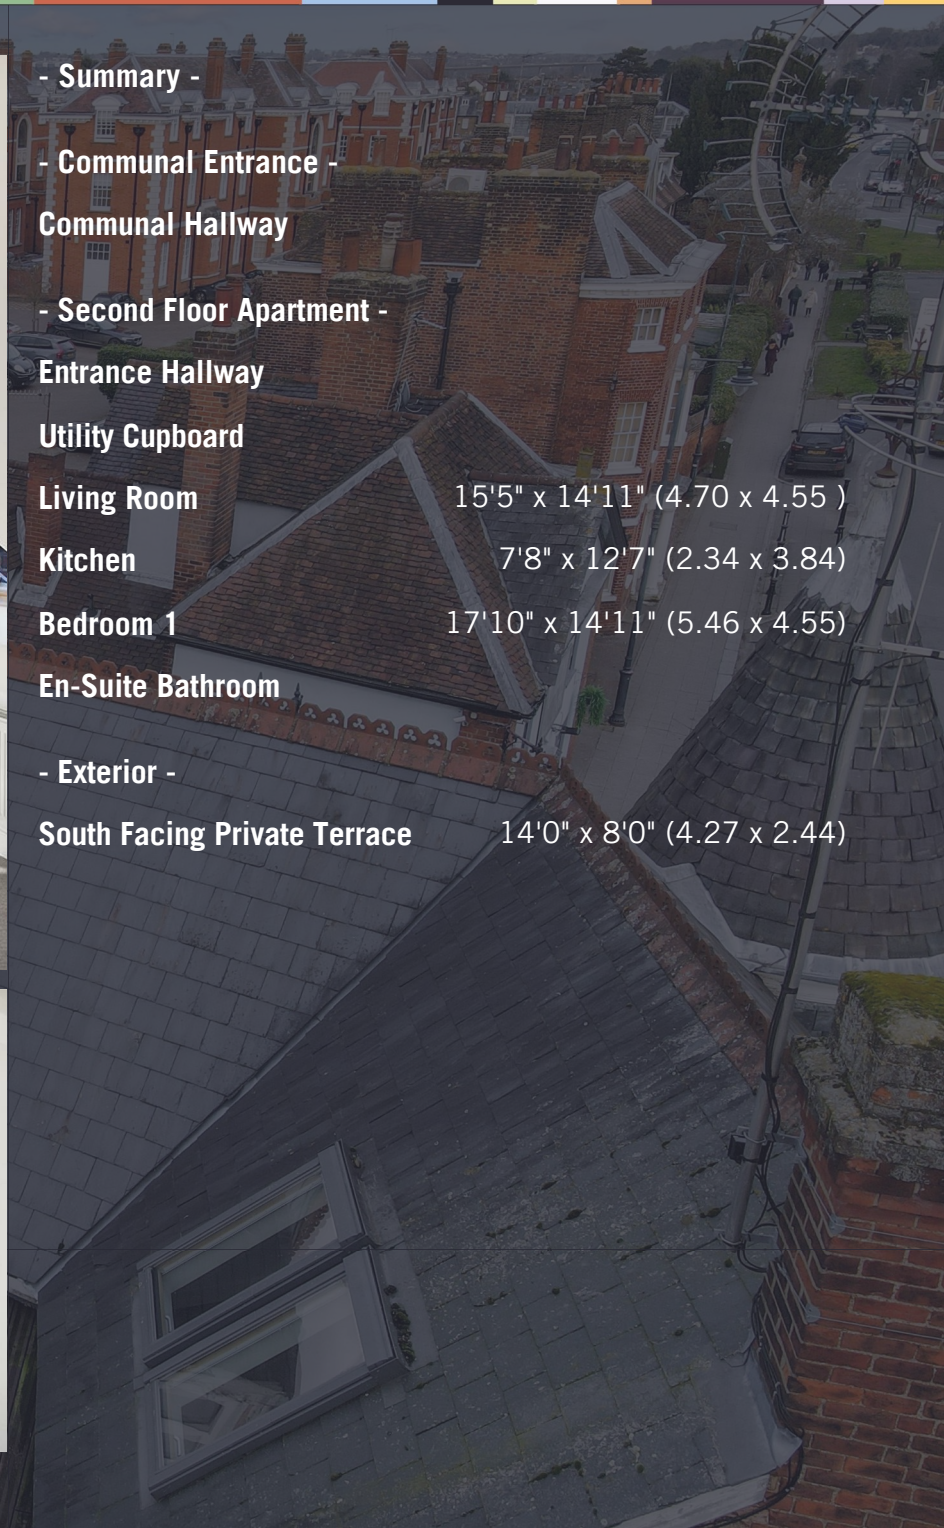 - Summary -
- Communal Entrance -
Communal Hallway
- Second Floor Apartment -
Entrance Hallway
Utility Cupboard
Living Room 15'5" x 14'11" (4.70 x 4.55 )
Kitchen 7'8" x 12'7" (2.34 x 3.84)
Bedroom 1 17'10" x 14'11" (5.46 x 4.55)
En-Suite Bathroom
- Exterior -
South Facing Private Terrace 14'0" x 8'0" (4.27 x 2.44)